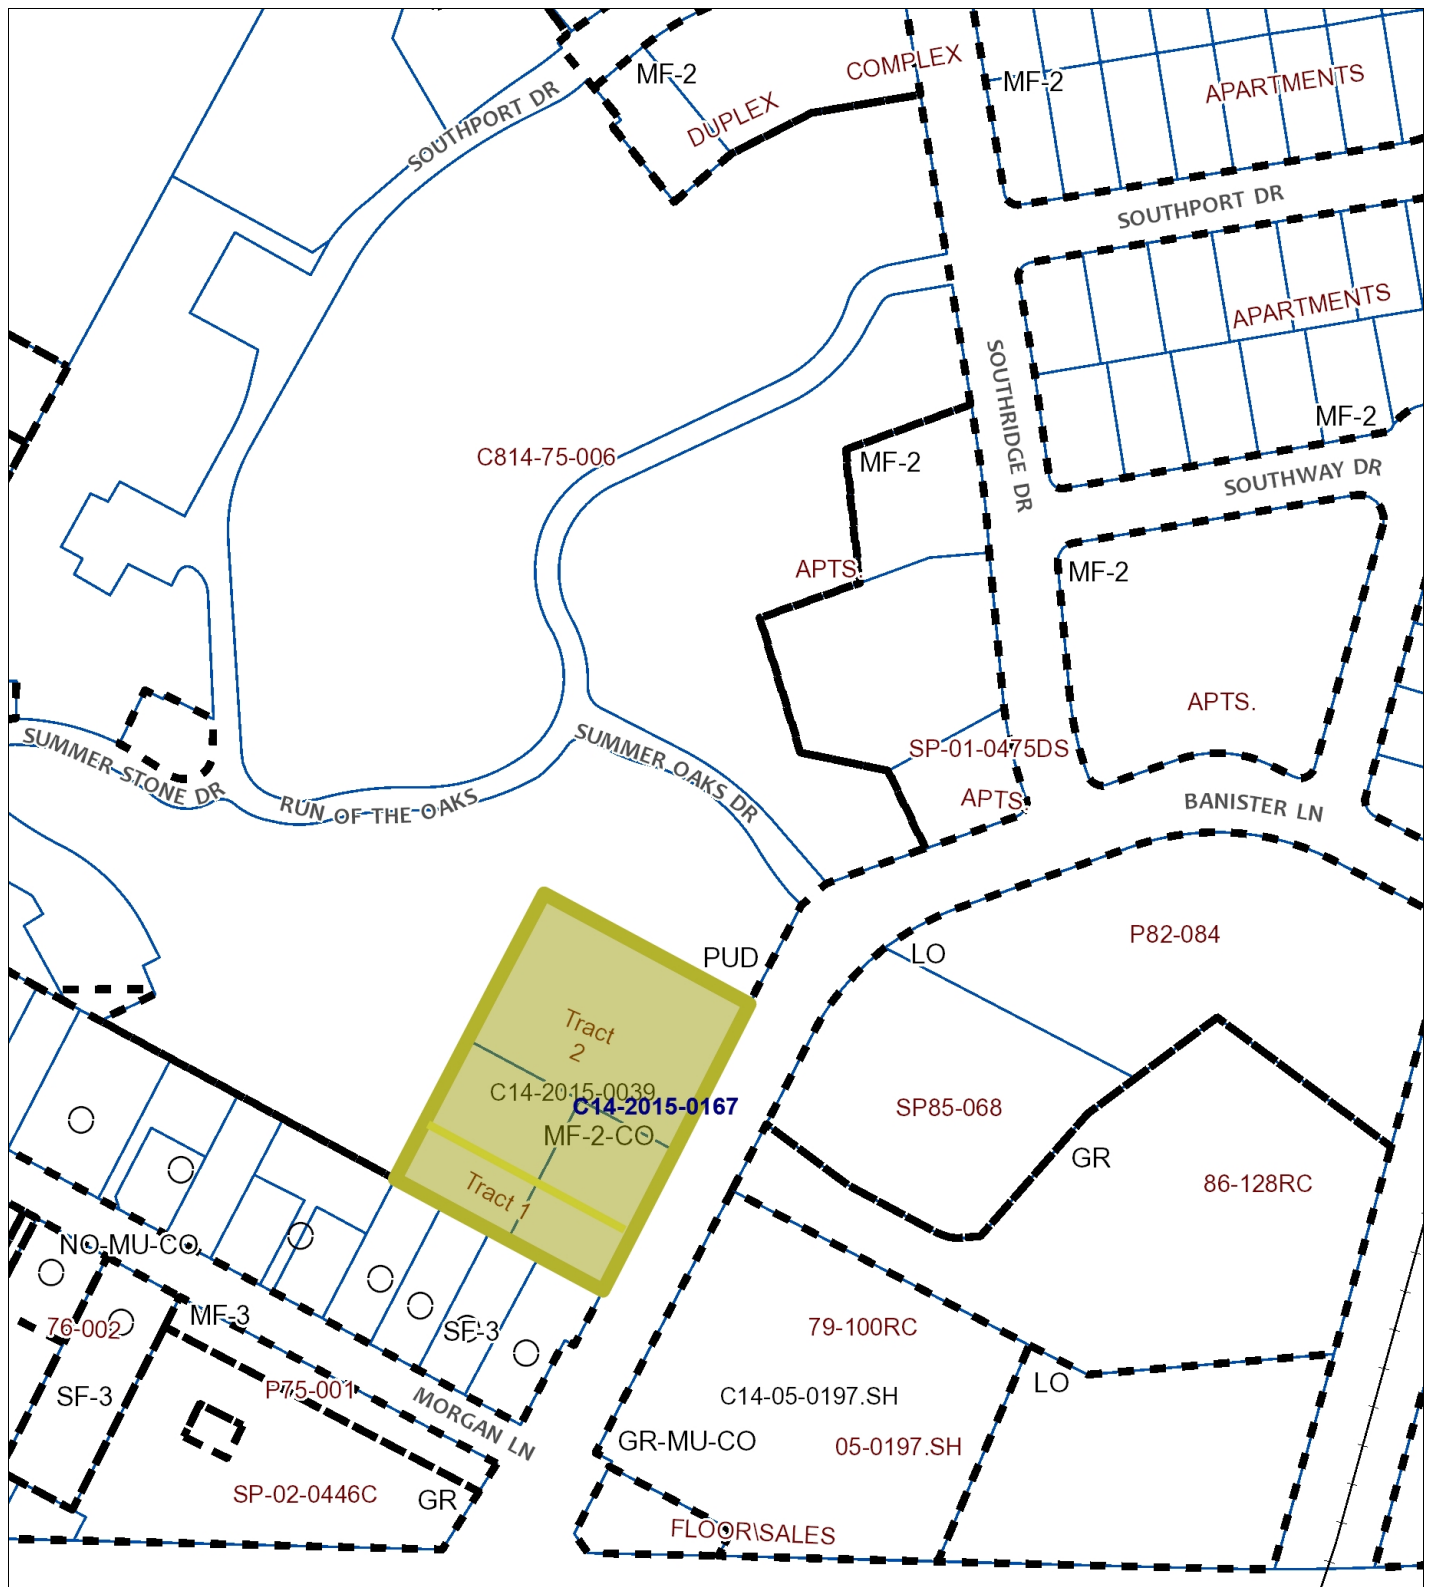 COMPLEX
MF-2
MF-2
APARTMENTS
DUPLEX
SOUTHPORT DR
SOUTHPORT DR
APARTMENTS
SOUTHRIDGE DR
MF-2
C814-75-006
MF-2
SOUTHWAY DR
APTS.
MF-2
APTS.
SUMMER STONE DR
SUMMER OAKS DR
SP-01-0475DS
RUN OF THE OAKS
APTS.
BANISTER LN
P82-084
PUD
LO
Tract
2
C14-2015-0039
C14-2015-0167
MF-2-CO
SP85-068
GR
86-128RC
Tract 1
NO-MU-CO
MF-3
76-002
SF-3
79-100RC
SF-3
P75-001
LO
C14-05-0197.SH
MORGAN LN
GR-MU-CO
05-0197.SH
SP-02-0446C
GR
FLOOR\SALES